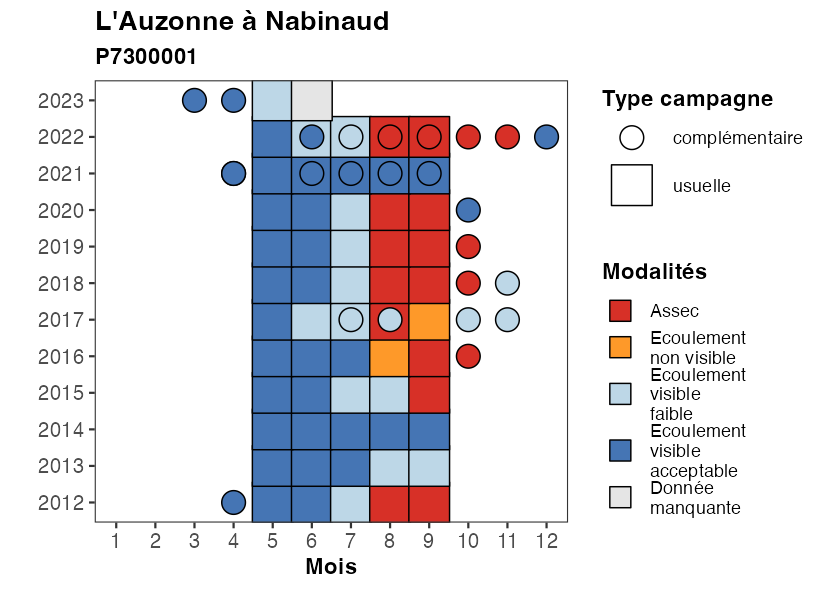 L'Auzonne à Nabinaud
P7300001
2023
2022
2021
2020
2019
2018
2017
2016
2015
2014
2013
2012
1 2 3 4 5 6 7 8 9 10 11 12
Mois
Type campagne
complémentaire
usuelle
Modalités
Assec
Ecoulement
non visible
Ecoulement
visible
faible
Ecoulement
visible
acceptable
Donnée
manquante